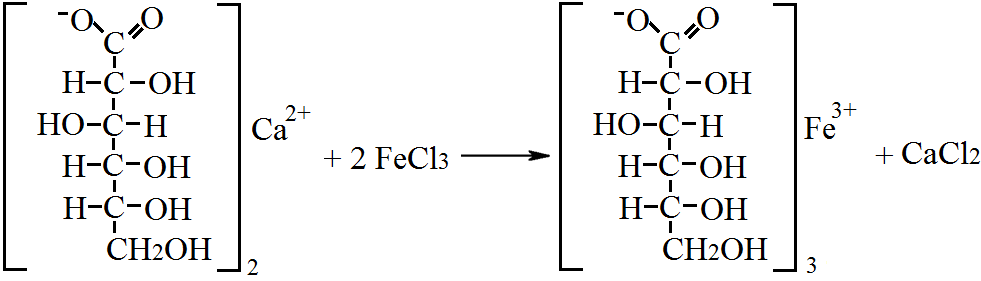 ⁻O O
C
H-C-OH
HO-C-H
H-C-OH
H-C-OH
CH2OH
2
Ca²⁺
+ 2 FeCl3
⁻O O
C
H-C-OH
HO-C-H
H-C-OH
H-C-OH
CH2OH
3
Fe³⁺
+ CaCl2